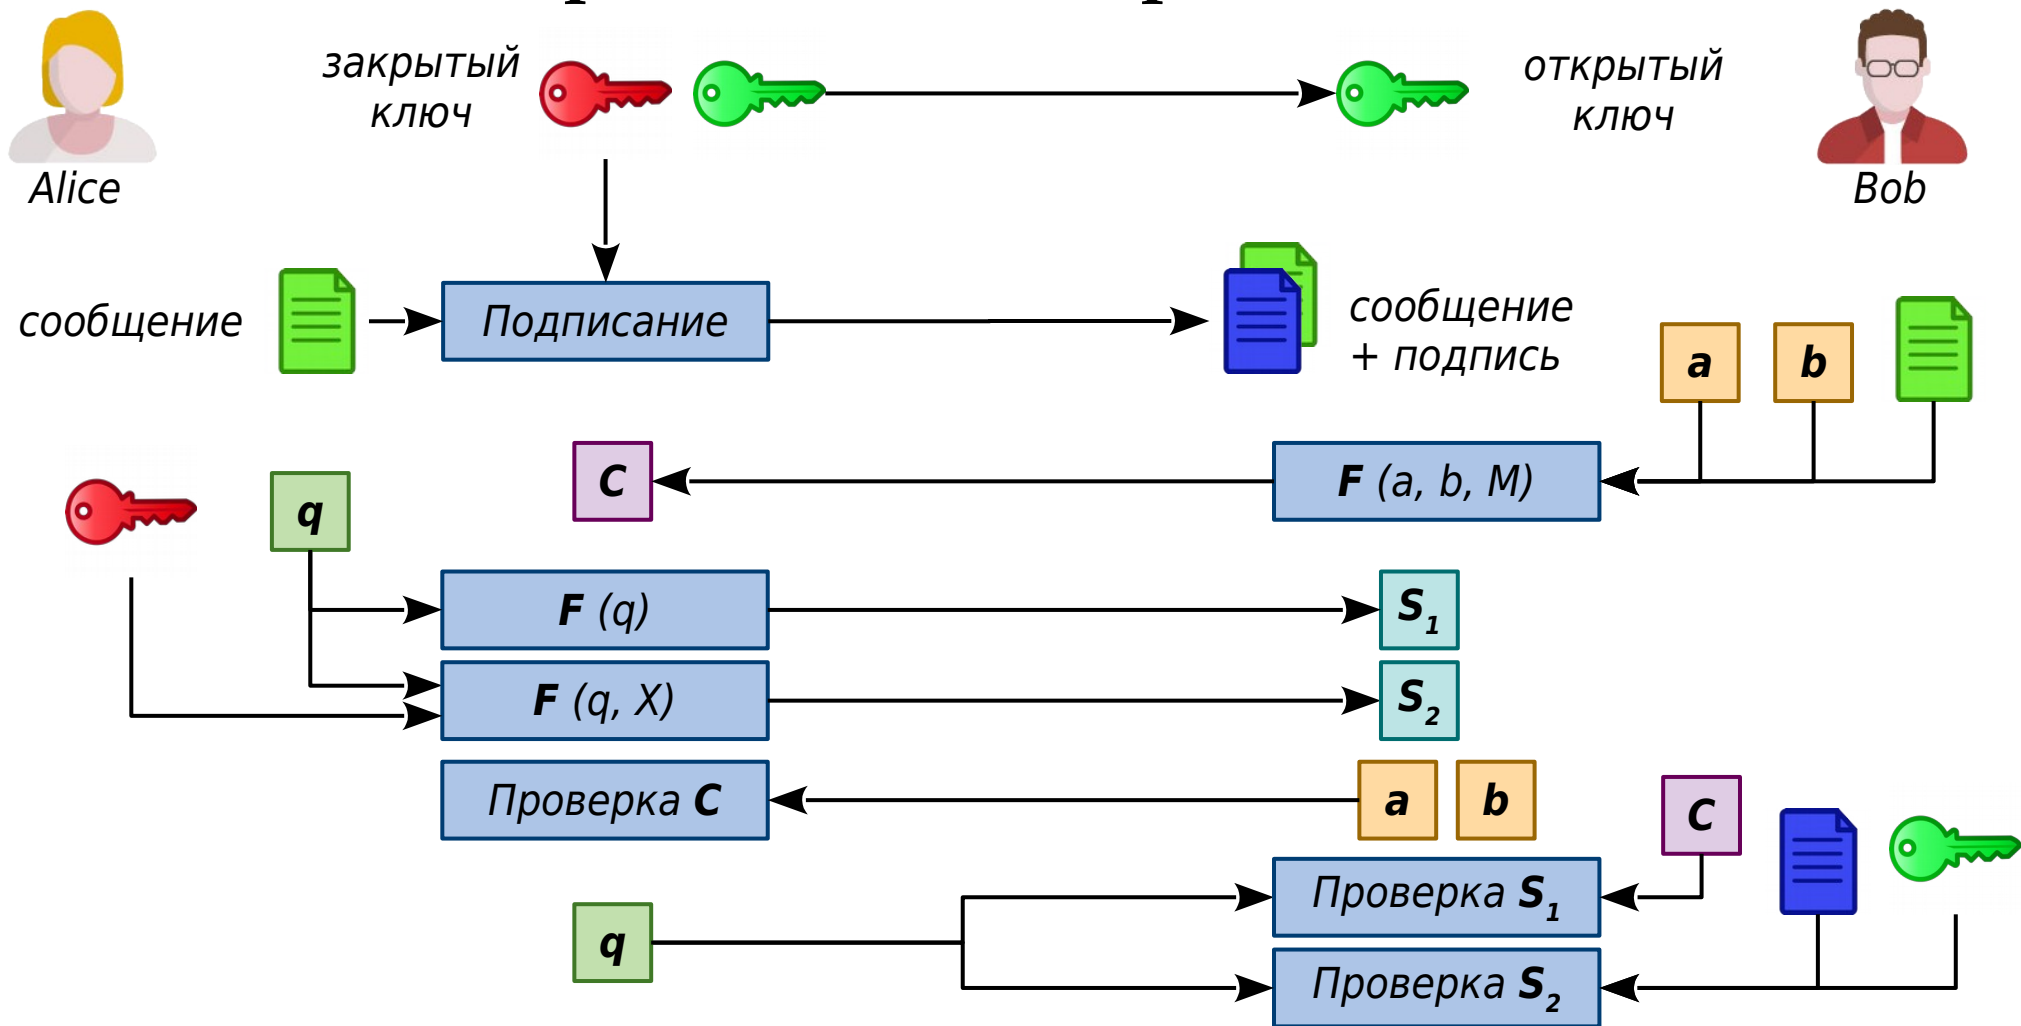 закрытый
ключ
открытый
ключ
Alice
Bob
сообщение
Подписание
сообщение
+ подпись
a
b
C
F (a, b, M)
q
F (q)
S1
F (q, X)
S2
Проверка C
a
b
C
Проверка S1
q
Проверка S2